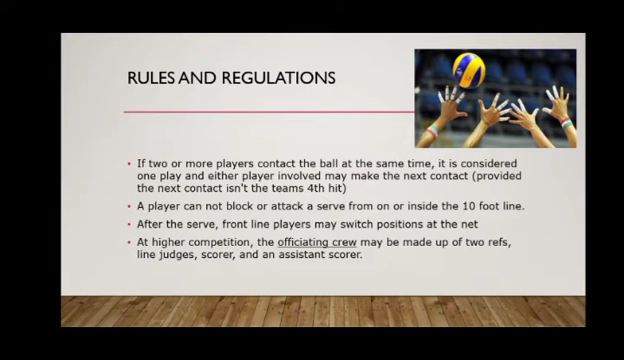 RULES AND REGULATIONS
• If two or more players contact the ball at the same time, it is considered
one play and either player involved may make the next contact (provided
the next contact isn't the teams 4th hit)
• A player can not block or attack a serve from on or inside the 10 foot line.
• After the serve, front line players may switch positions at the net
• At higher competition, the officiating crew may be made up of two refs,
line judges, scorer, and an assistant scorer.